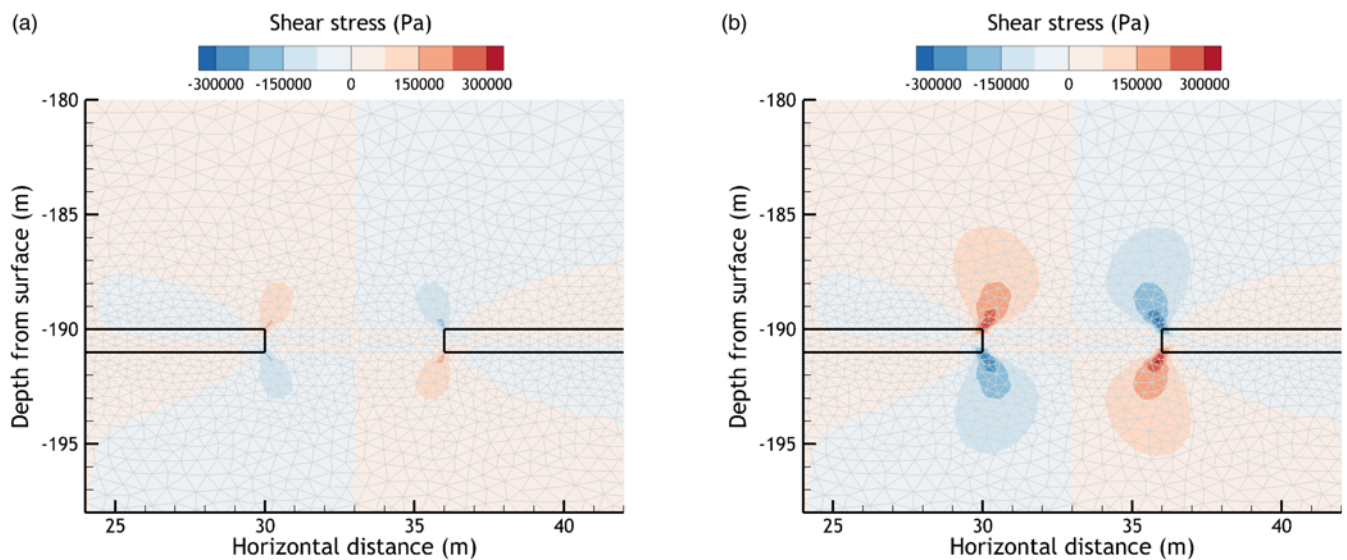 (a)
Shear stress (Pa)
-300000 -150000 0 150000 300000
Depth from surface (m)
-180
-185
-190
-195
25 30 35 40
Horizontal distance (m)
(b)
Shear stress (Pa)
-300000 -150000 0 150000 300000
Depth from surface (m)
-180
-185
-190
-195
25 30 35 40
Horizontal distance (m)